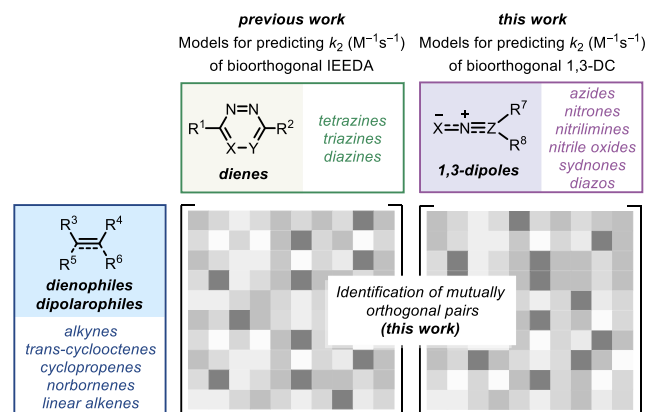 previous work
Models for predicting k₂ (M⁻¹s⁻¹)
of bioorthogonal IEEDA
this work
Models for predicting k₂ (M⁻¹s⁻¹)
of bioorthogonal 1,3-DC
N=N
R¹
R²
X–Y
dienes
tetrazines
triazines
diazines
− +
X N Z
R⁷
R⁸
1,3-dipoles
azides
nitrones
nitrilimines
nitrile oxides
sydnones
diazos
R³ R⁴
R⁵ R⁶
dienophiles
dipolarophiles
alkynes
trans-cyclooctenes
cyclopropenes
norbornenes
linear alkenes
Identification of mutually
orthogonal pairs
(this work)